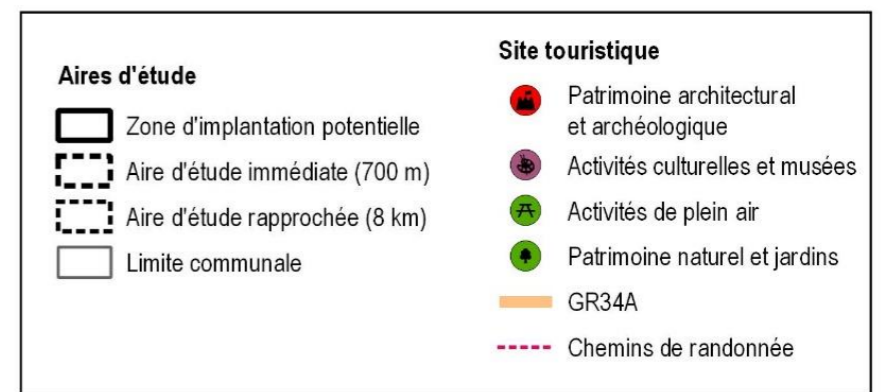 Aires d'étude
Zone d'implantation potentielle
Aire d'étude immédiate (700 m)
Aire d'étude rapprochée (8 km)
Limite communale
Site touristique
Patrimoine architectural
et archéologique
Activités culturelles et musées
Activités de plein air
Patrimoine naturel et jardins
GR34A
Chemins de randonnée